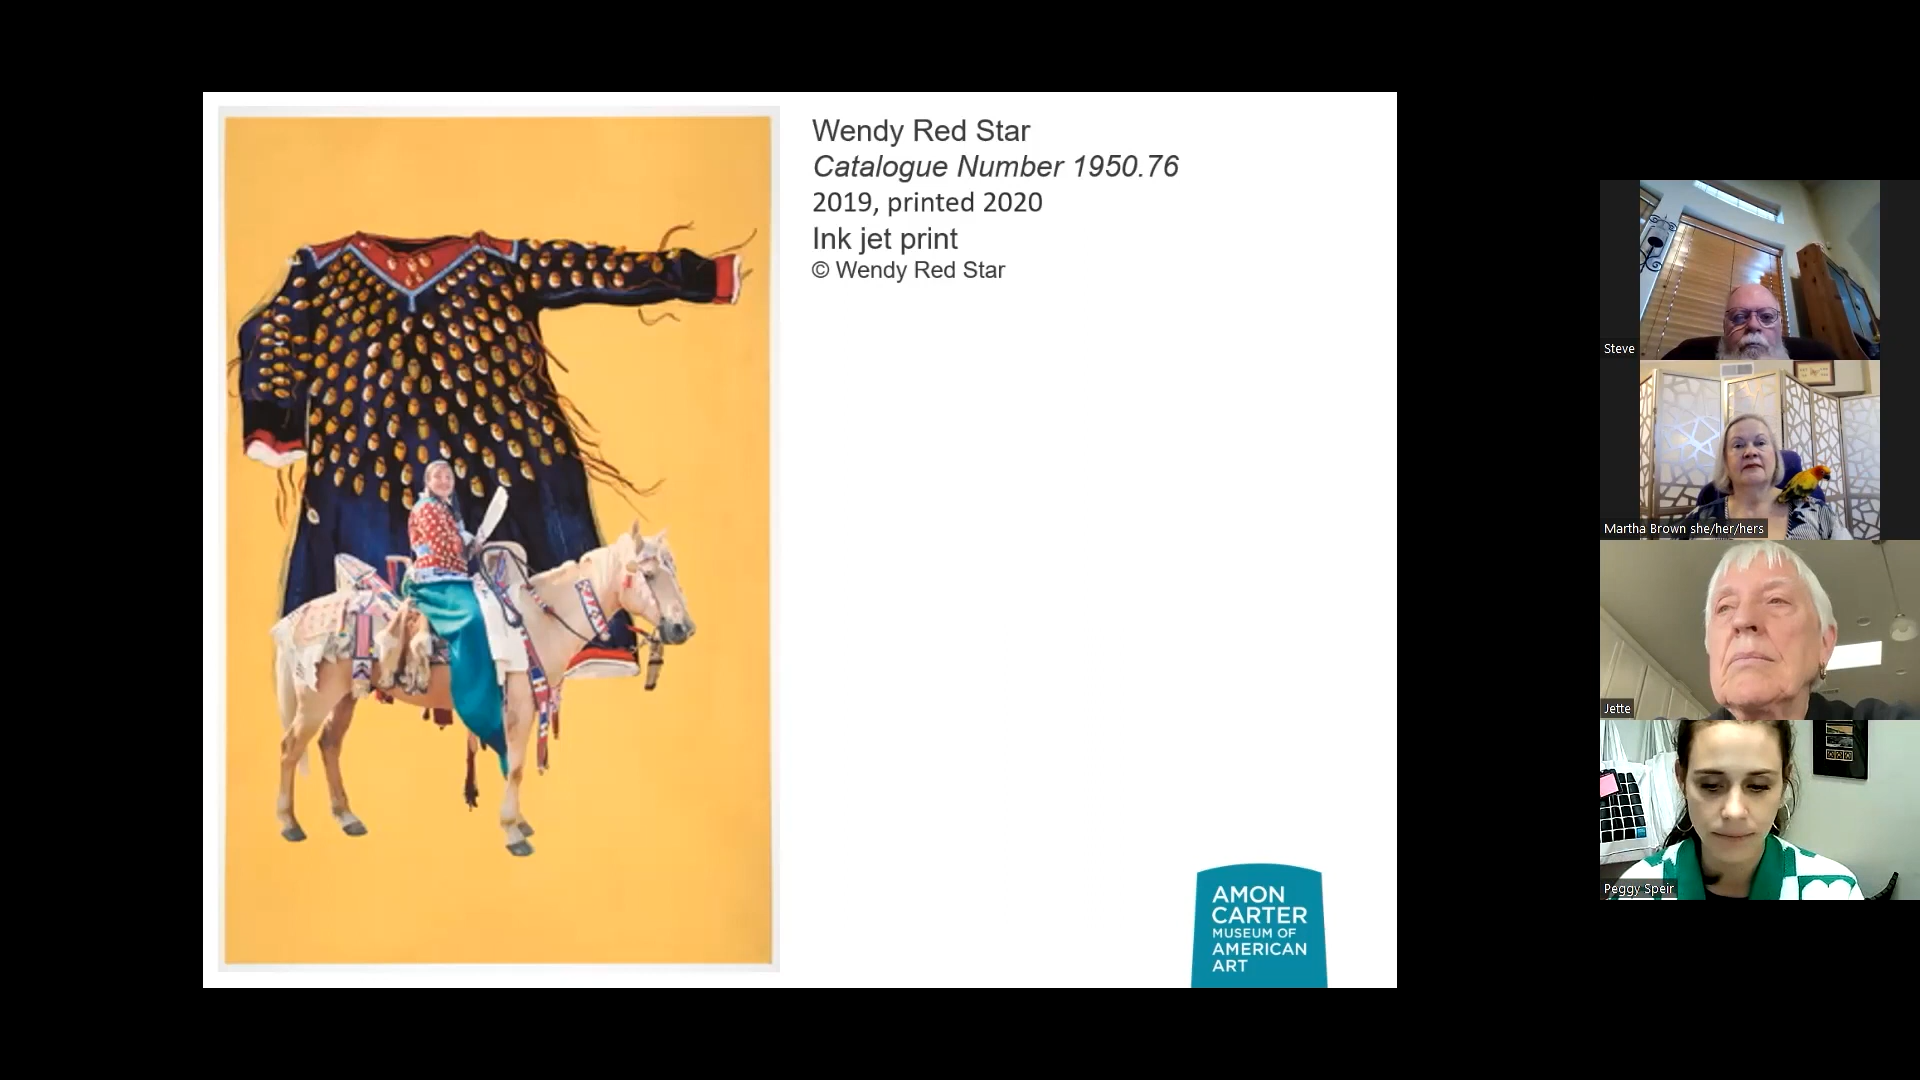 Wendy Red Star
Catalogue Number 1950.76
2019, printed 2020
Ink jet print
© Wendy Red Star
AMON
CARTER
MUSEUM OF
AMERICAN
ART
Steve
Martha Brown she/her/hers
Jette
Peggy Speir